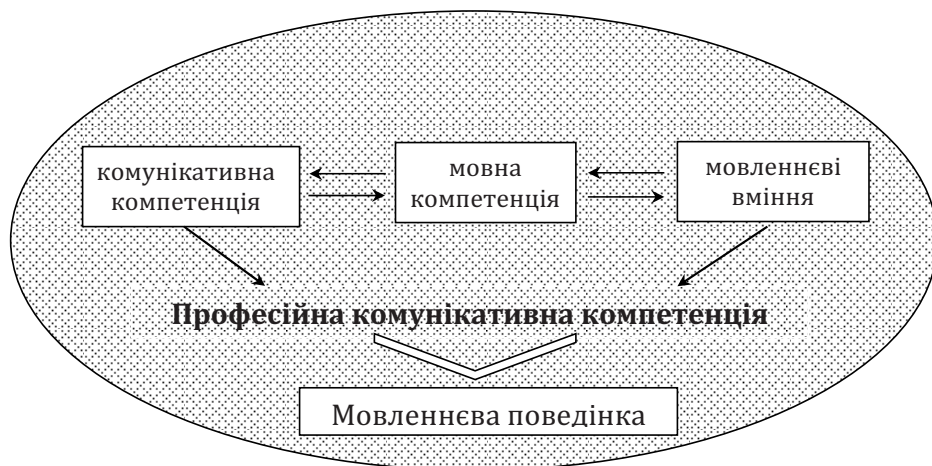 комунікативна
компетенція
мовна
компетенція
мовленнєві
вміння
Професійна комунікативна компетенція
Мовленнєва поведінка